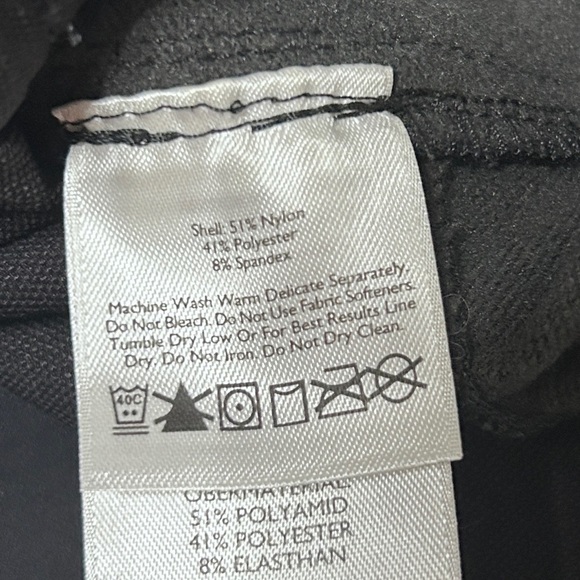 Shell: 51% Nylon
41% Polyester
8% Spandex
Machine Wash Warm Delicate Separately.
Do Not Bleach. Do Not Use Fabric Softeners.
Tumble Dry Low Or For Best Results Line
Dry. Do Not Iron. Do Not Dry Clean.
40C
OBERMATERIAL:
51% POLYAMID
41% POLYESTER
8% ELASTHAN